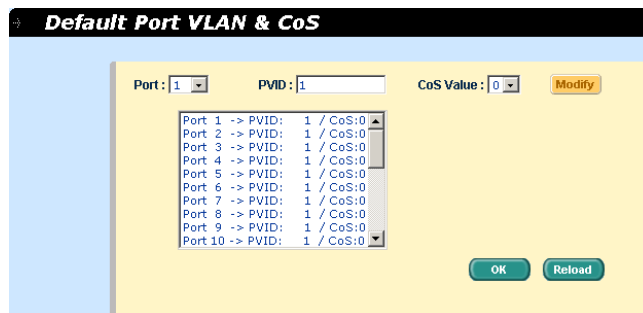 Default Port VLAN & CoS
Port : 1 PVID : 1 CoS Value : 0 Modify
Port 1 -> PVID: 1 / CoS:0
Port 2 -> PVID: 1 / CoS:0
Port 3 -> PVID: 1 / CoS:0
Port 4 -> PVID: 1 / CoS:0
Port 5 -> PVID: 1 / CoS:0
Port 6 -> PVID: 1 / CoS:0
Port 7 -> PVID: 1 / CoS:0
Port 8 -> PVID: 1 / CoS:0
Port 9 -> PVID: 1 / CoS:0
Port 10 -> PVID: 1 / CoS:0
OK Reload